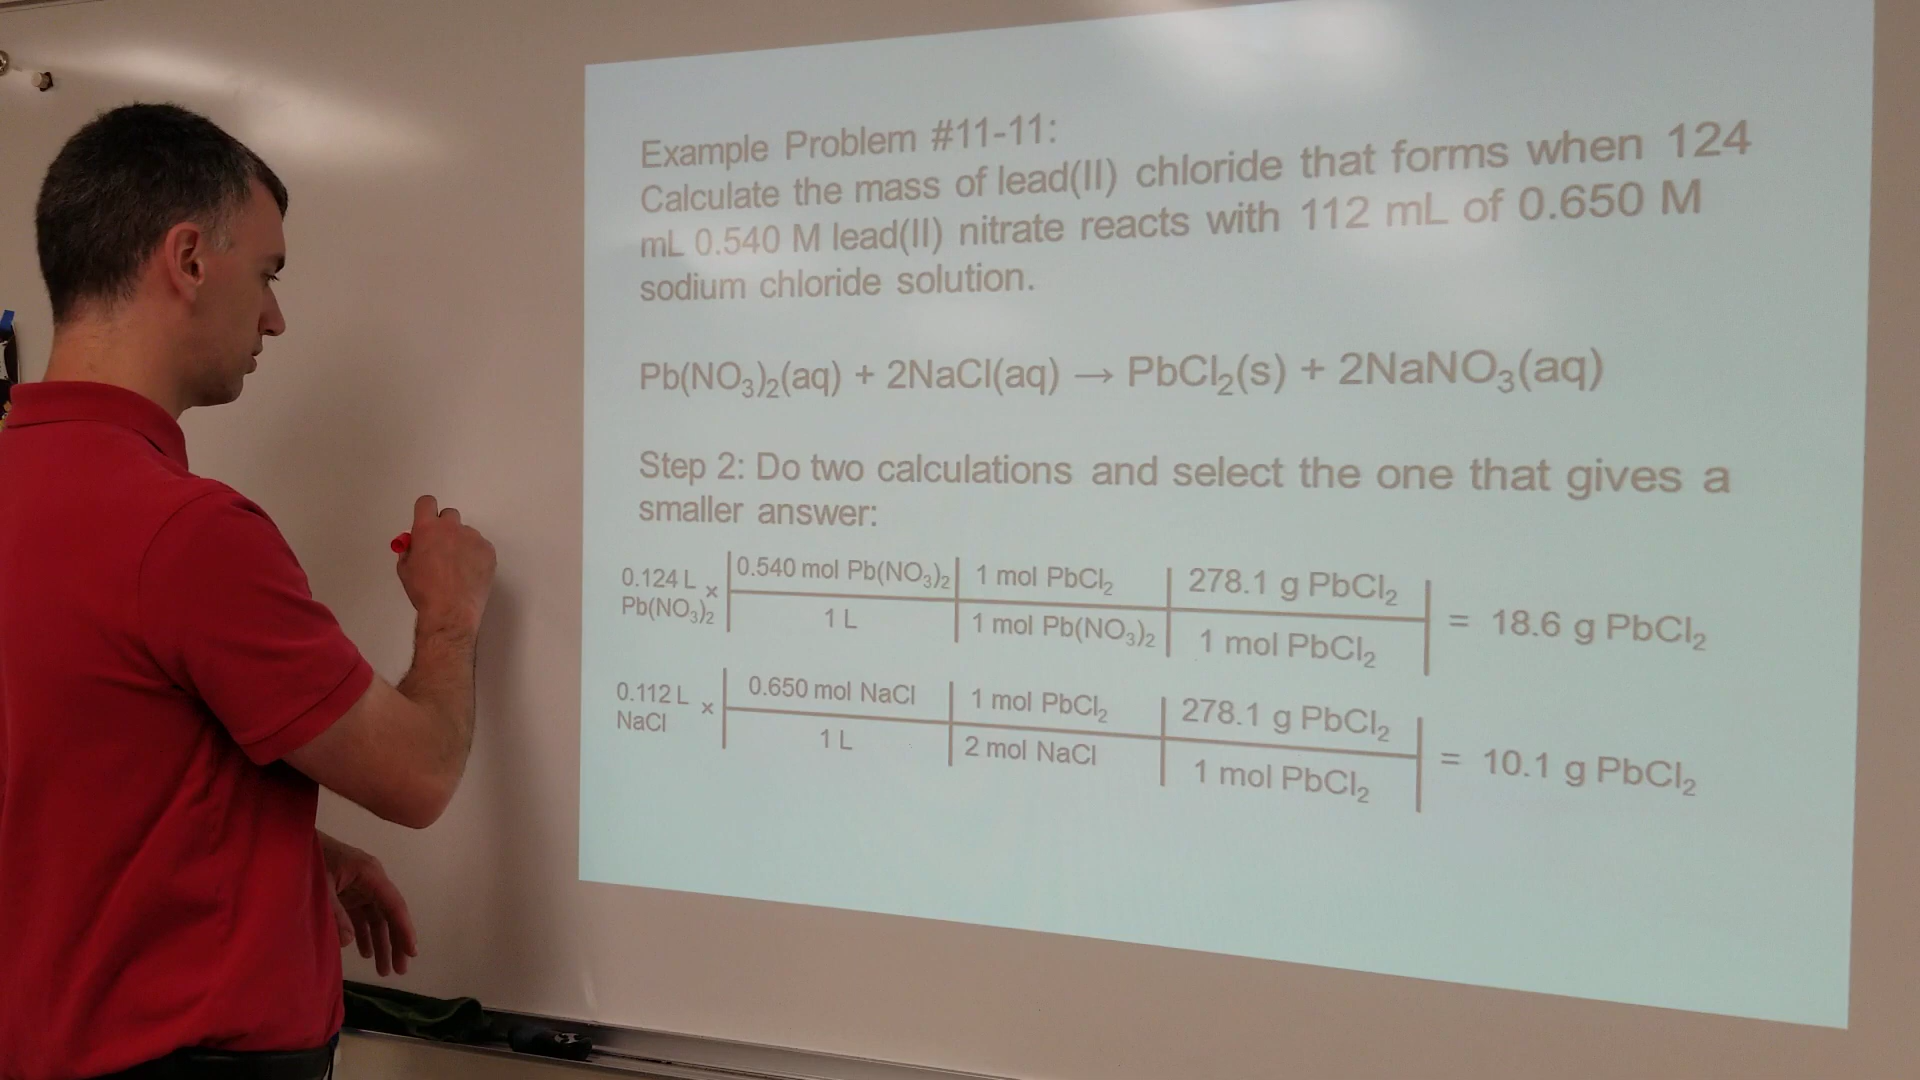 Example Problem #11-11:
Calculate the mass of lead(II) chloride that forms when 124
mL 0.540 M lead(II) nitrate reacts with 112 mL of 0.650 M
sodium chloride solution.
Pb(NO₃)₂(aq) + 2NaCl(aq) → PbCl₂(s) + 2NaNO₃(aq)
Step 2: Do two calculations and select the one that gives a
smaller answer:
0.124 L × 0.540 mol Pb(NO₃)₂ 1 mol PbCl₂ 278.1 g PbCl₂ = 18.6 g PbCl₂
Pb(NO₃)₂ 1 L 1 mol Pb(NO₃)₂ 1 mol PbCl₂
0.112 L × 0.650 mol NaCl 1 mol PbCl₂ 278.1 g PbCl₂ = 10.1 g PbCl₂
NaCl 1 L 2 mol NaCl 1 mol PbCl₂